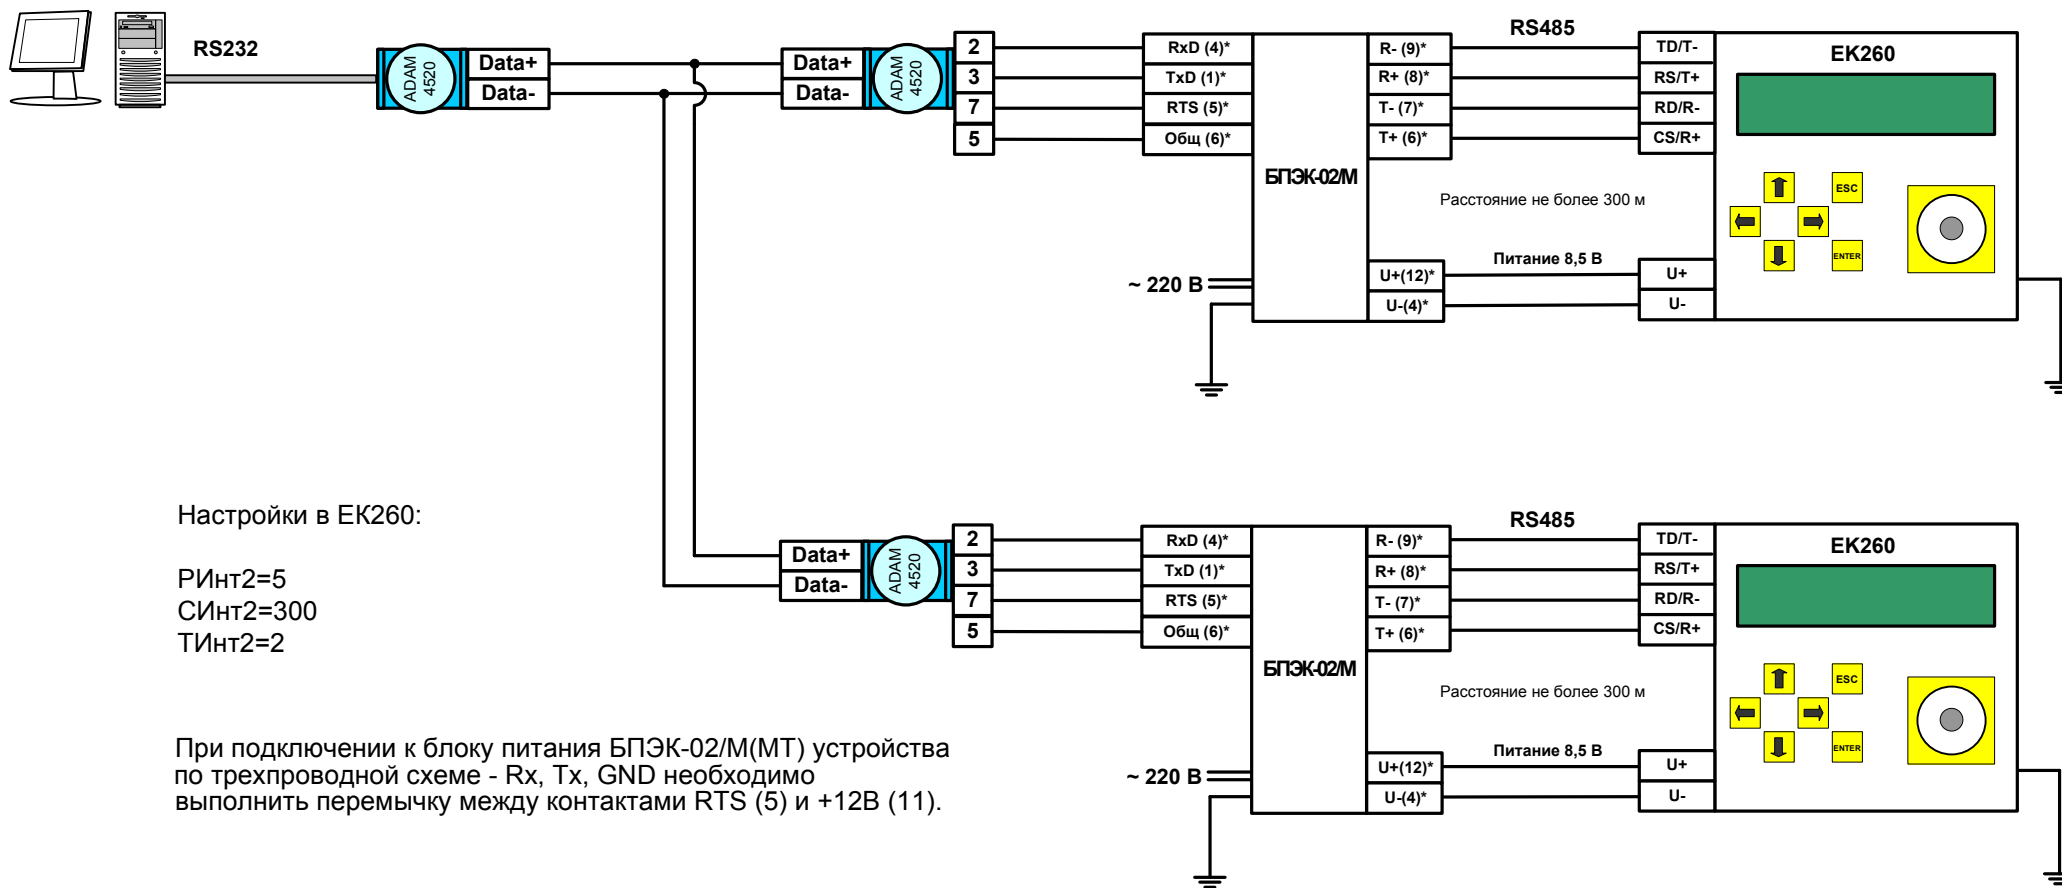 RS232
ADAM 4520
Data+
Data-
Data+
Data-
ADAM 4520
2
3
7
5
RxD (4)*
TxD (1)*
RTS (5)*
Общ (6)*
БПЭК-02/М
~ 220 В
R- (9)*
R+ (8)*
T- (7)*
T+ (6)*
RS485
Расстояние не более 300 м
Питание 8,5 В
U+(12)*
U-(4)*
TD/T-
RS/T+
RD/R-
CS/R+
U+
U-
EK260
ESC
ENTER
Настройки в ЕК260:
РИнт2=5
СИнт2=300
ТИнт2=2
Data+
Data-
ADAM 4520
2
3
7
5
RxD (4)*
TxD (1)*
RTS (5)*
Общ (6)*
БПЭК-02/М
~ 220 В
R- (9)*
R+ (8)*
T- (7)*
T+ (6)*
RS485
Расстояние не более 300 м
Питание 8,5 В
U+(12)*
U-(4)*
TD/T-
RS/T+
RD/R-
CS/R+
U+
U-
EK260
ESC
ENTER
При подключении к блоку питания БПЭК-02/М(МТ) устройства
по трехпроводной схеме - Rx, Tx, GND необходимо
выполнить перемычку между контактами RTS (5) и +12В (11).